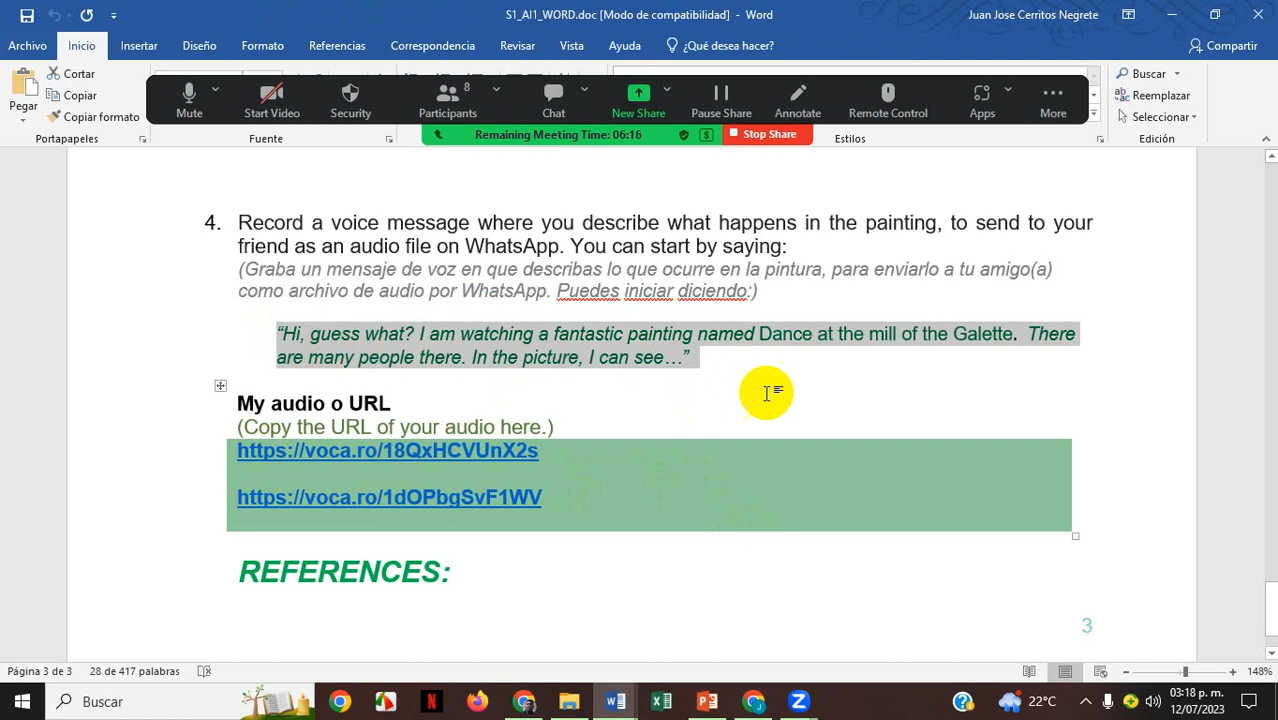 S1_AI1_WORD.doc [Modo de compatibilidad] - Word
Juan Jose Cerritos Negrete
Archivo Inicio Insertar Diseño Formato Referencias Correspondencia Revisar Vista Ayuda ¿Qué desea hacer? Compartir
Pegar
Cortar
Copiar
Copiar formato
Mute Start Video Security Participants 8 Chat New Share Pause Share Annotate Remote Control Apps More
Buscar
Reemplazar
Seleccionar
Remaining Meeting Time: 06:16 Stop Share
Portapapeles Fuente Estilos Edición
4. Record a voice message where you describe what happens in the painting, to send to your
friend as an audio file on WhatsApp. You can start by saying:
(Graba un mensaje de voz en que describas lo que ocurre en la pintura, para enviarlo a tu amigo(a)
como archivo de audio por WhatsApp. Puedes iniciar diciendo:)
“Hi, guess what? I am watching a fantastic painting named Dance at the mill of the Galette. There
are many people there. In the picture, I can see…”
My audio o URL
(Copy the URL of your audio here.)
https://voca.ro/18QxHCVUnX2s
https://voca.ro/1dOPbgSvF1WV
REFERENCES:
3
Página 3 de 3 28 de 417 palabras 148%
Buscar 22°C 03:18 p. m.
12/07/2023